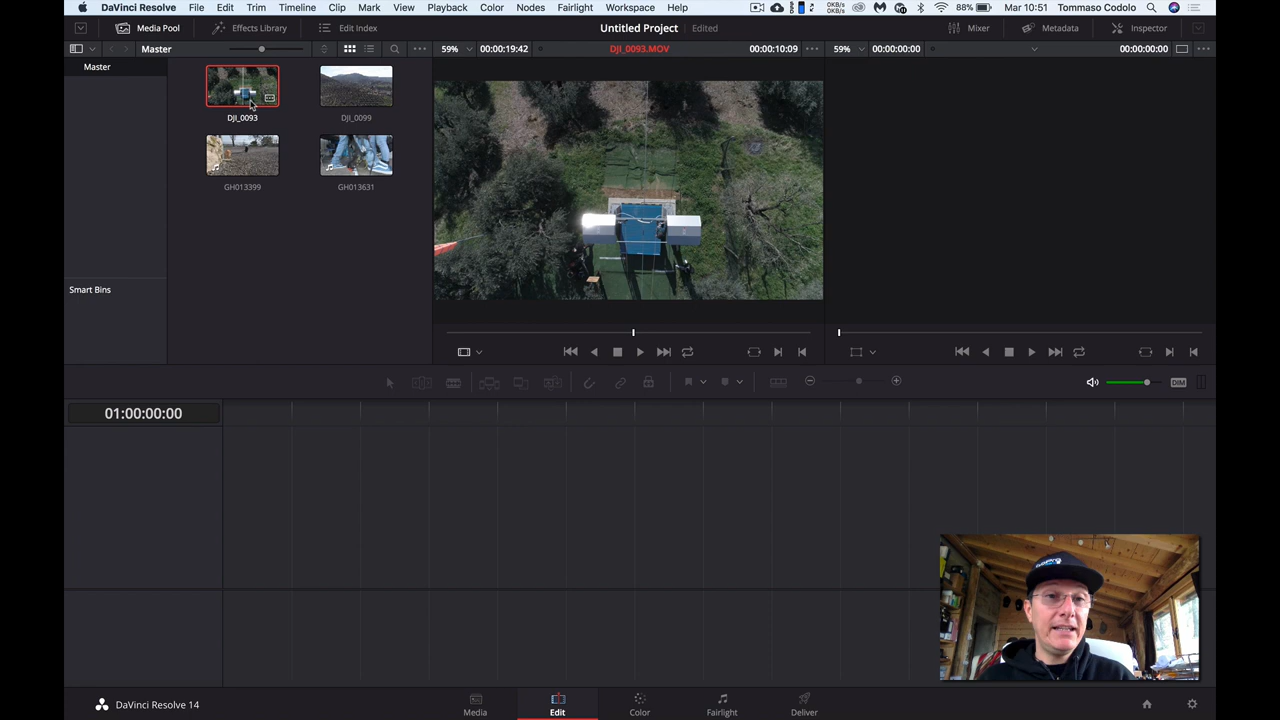 DaVinci Resolve File Edit Trim Timeline Clip Mark View Playback Color Nodes Fairlight Workspace Help 0KB/s 0KB/s 88% Mar 10:51 Tommaso Codolo
Media Pool Effects Library Edit Index Untitled Project Edited Mixer Metadata Inspector
Master 59% 00:00:19:42 DJI_0093.MOV 00:00:10:09 59% 00:00:00:00 00:00:00:00
Master
DJI_0093 DJI_0099
GH013399 GH013631
Smart Bins
DIM
01:00:00:00
DaVinci Resolve 14 Media Edit Color Fairlight Deliver